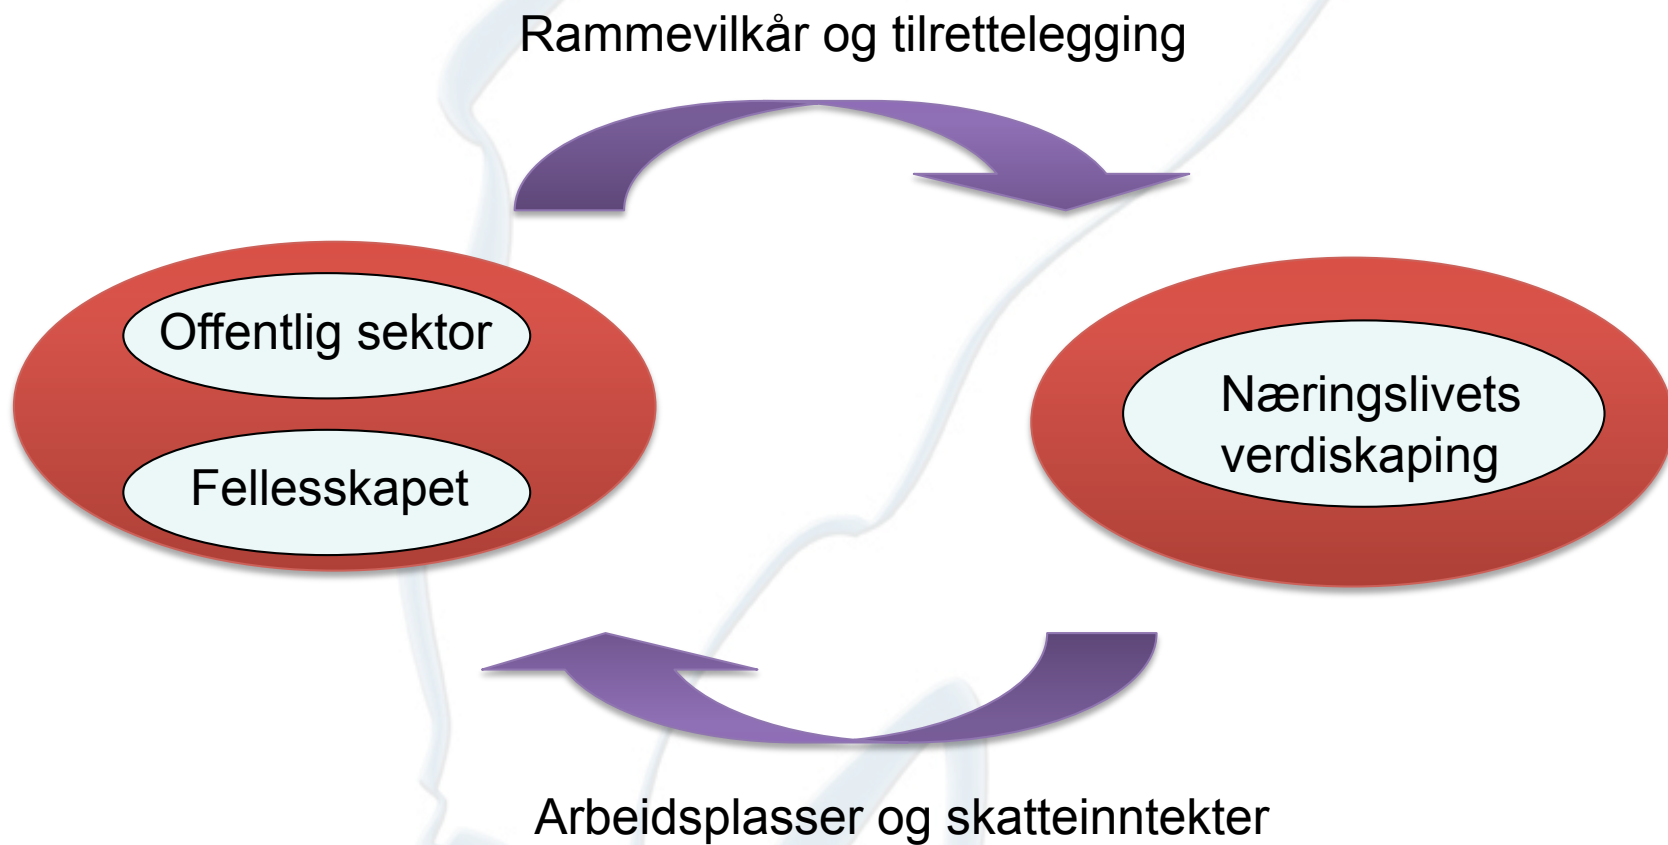 Rammevilkår og tilrettelegging
Offentlig sektor
Fellesskapet
Næringslivets
verdiskaping
Arbeidsplasser og skatteinntekter